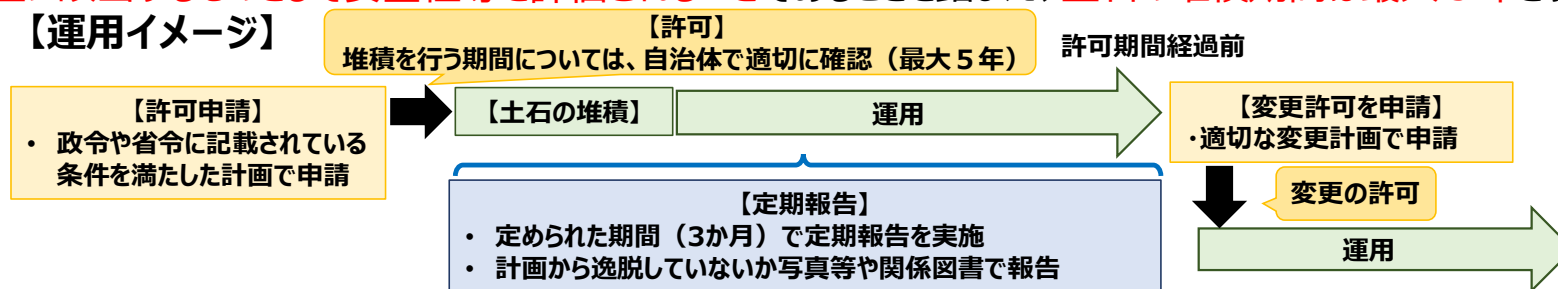 【運用イメージ】
【許可】
堆積を行う期間については、自治体で適切に確認（最大５年）
許可期間経過前
【許可申請】
• 政令や省令に記載されている
条件を満たした計画で申請
【土石の堆積】
運用
【変更許可を申請】
・適切な変更計画で申請
【定期報告】
• 定められた期間（3か月）で定期報告を実施
• 計画から逸脱していないか写真等や関係図書で報告
変更の許可
運用